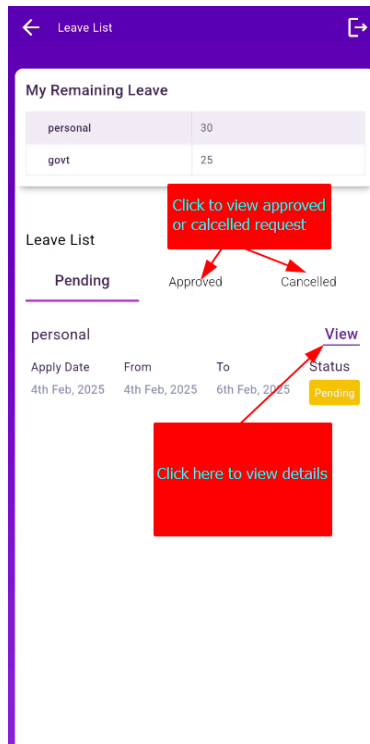 Leave List
My Remaining Leave
personal 30
govt 25
Click to view approved
or calcelled request
Leave List
Pending Approved Cancelled
personal View
Apply Date From To Status
4th Feb, 2025 4th Feb, 2025 6th Feb, 2025 Pending
Click here to view details